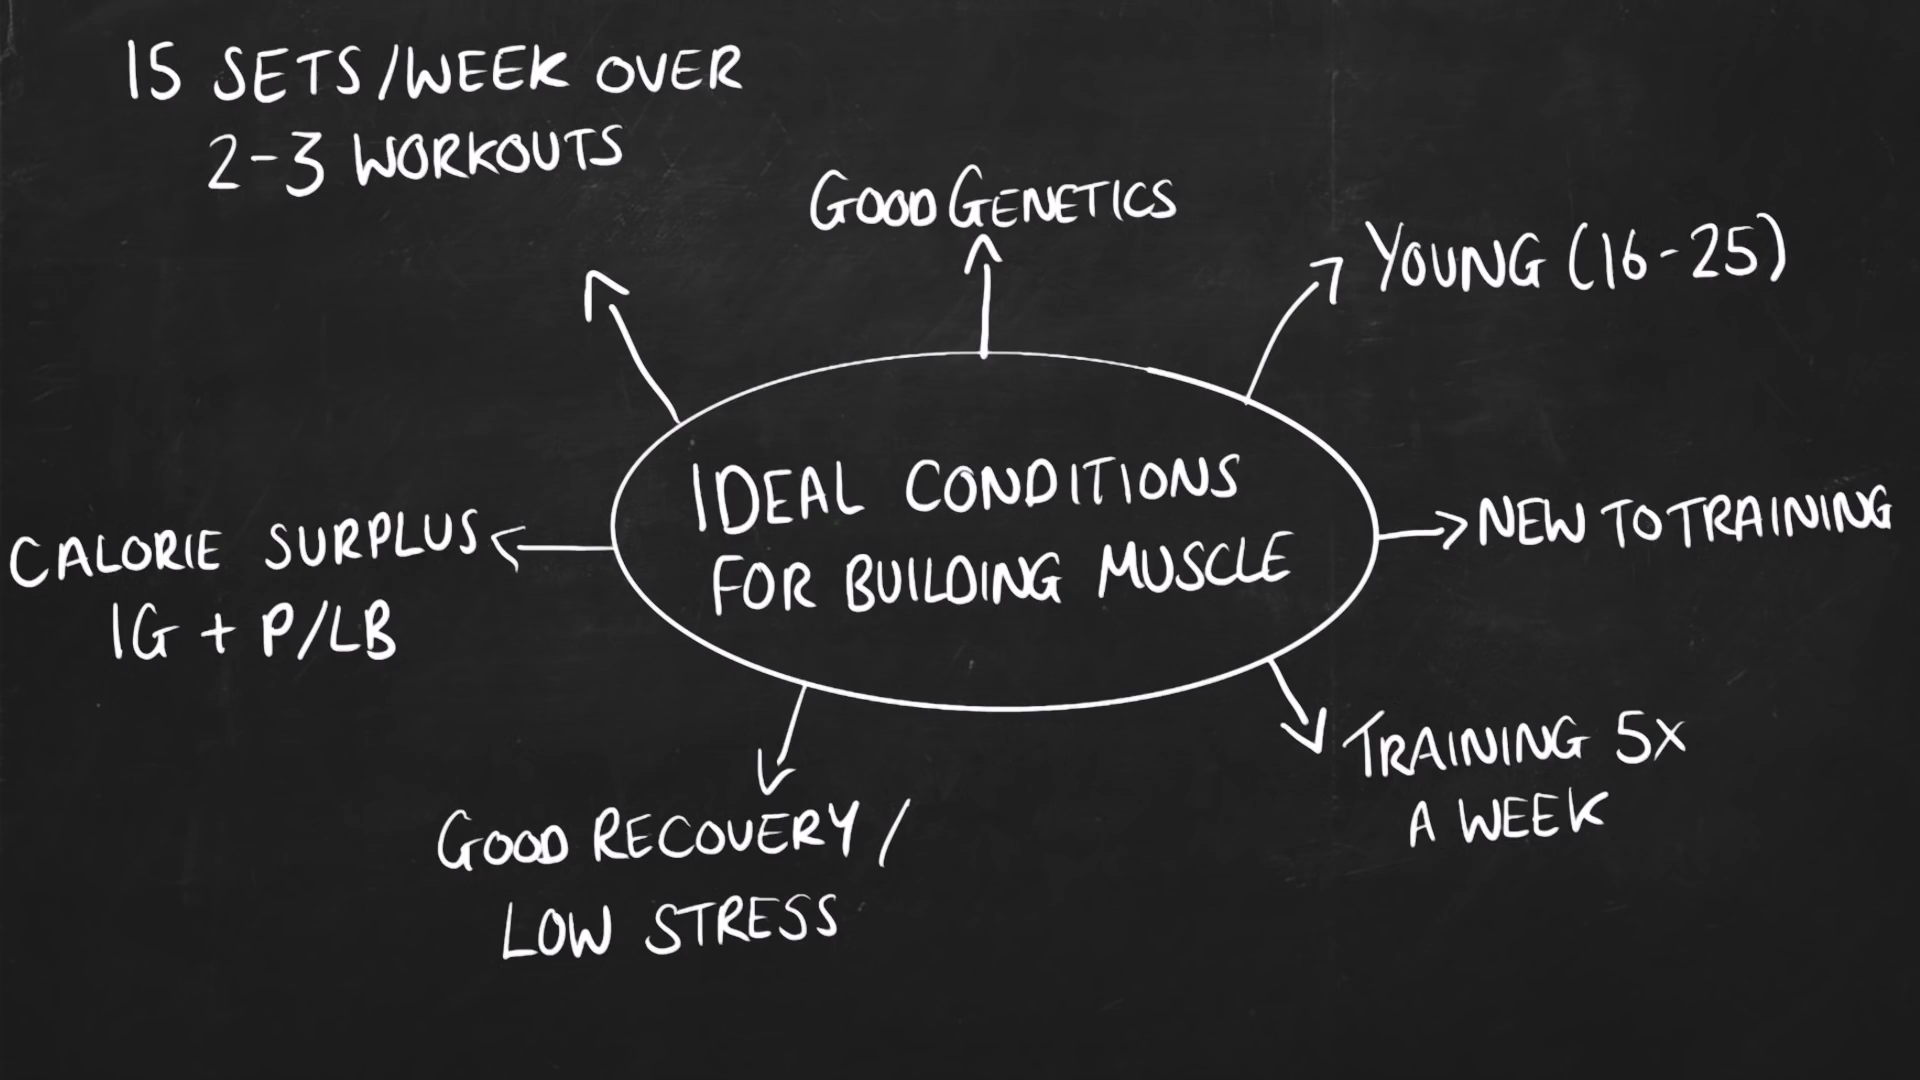 15 SETS/WEEK OVER
2-3 WORKOUTS
GOOD GENETICS
YOUNG (16-25)
IDEAL CONDITIONS
FOR BUILDING MUSCLE
NEW TO TRAINING
CALORIE SURPLUS
1G + P/LB
TRAINING 5X
A WEEK
GOOD RECOVERY /
LOW STRESS